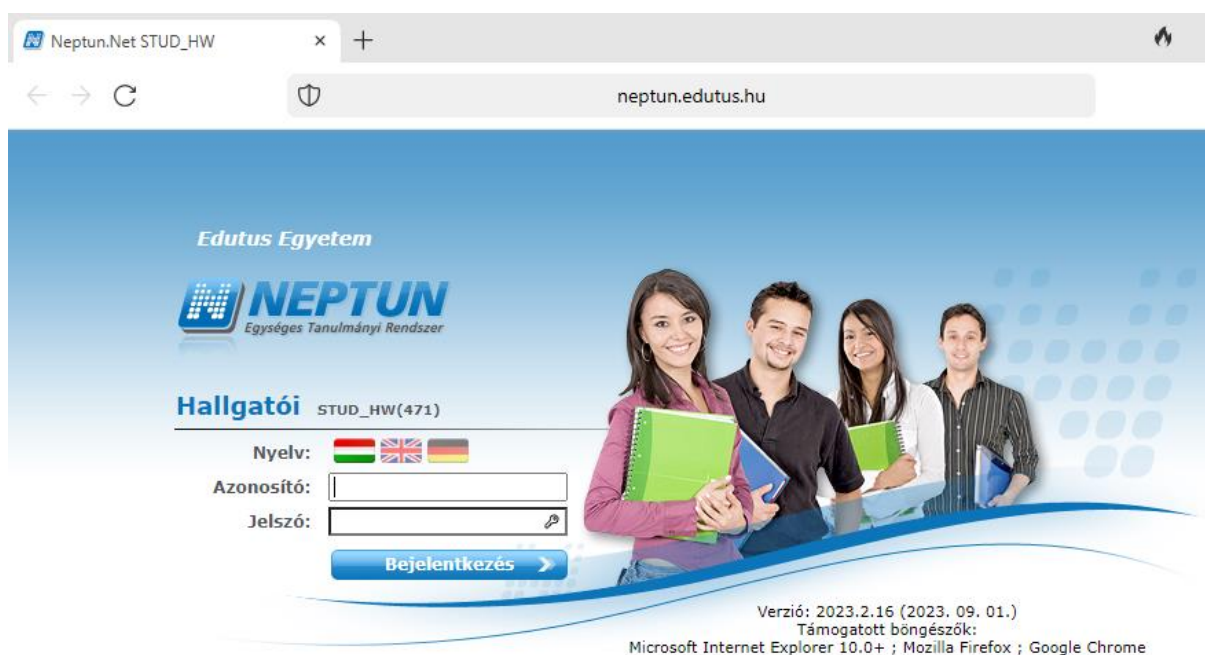 Neptun.Net STUD_HW
neptun.edutus.hu
Edutus Egyetem
NEPTUN
Egységes Tanulmányi Rendszer
Hallgatói STUD_HW(471)
Nyelv:
Azonosító:
Jelszó:
Bejelentkezés
Verzió: 2023.2.16 (2023. 09. 01.)
Támogatott böngészők:
Microsoft Internet Explorer 10.0+ ; Mozilla Firefox ; Google Chrome